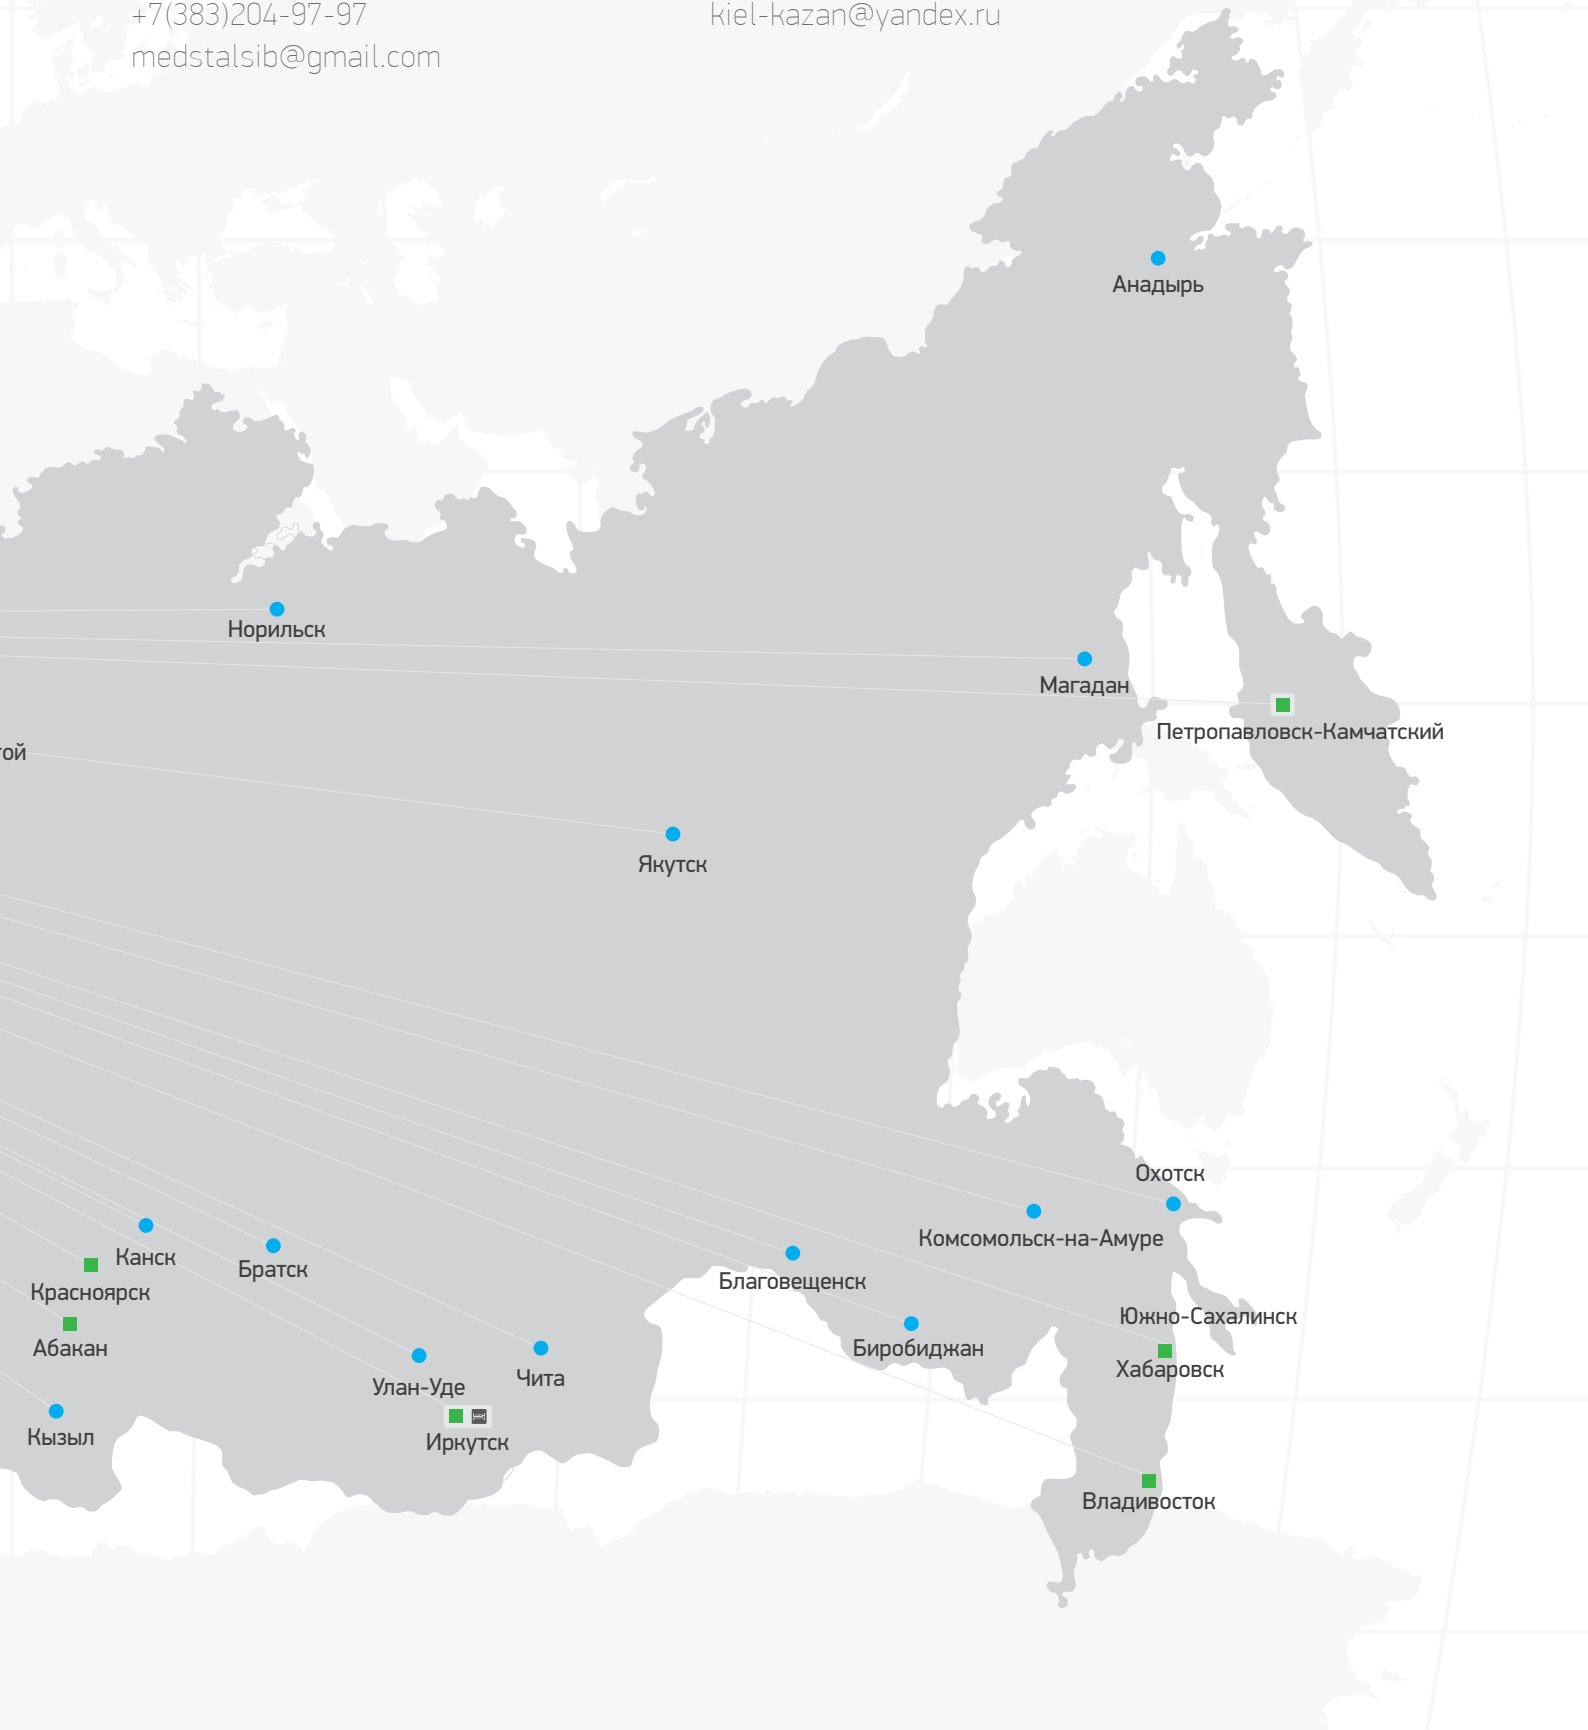 +7(383)204-97-97
kiel-kazan@yandex.ru
medstalsib@gmail.com
Анадырь
Норильск
Магадан
Петропавловск-Камчатский
той
Якутск
Охотск
Комсомольск-на-Амуре
Канск
Братск
Благовещенск
Красноярск
Южно-Сахалинск
Абакан
Биробиджан
Хабаровск
Чита
Улан-Уде
Кызыл
Иркутск
Владивосток